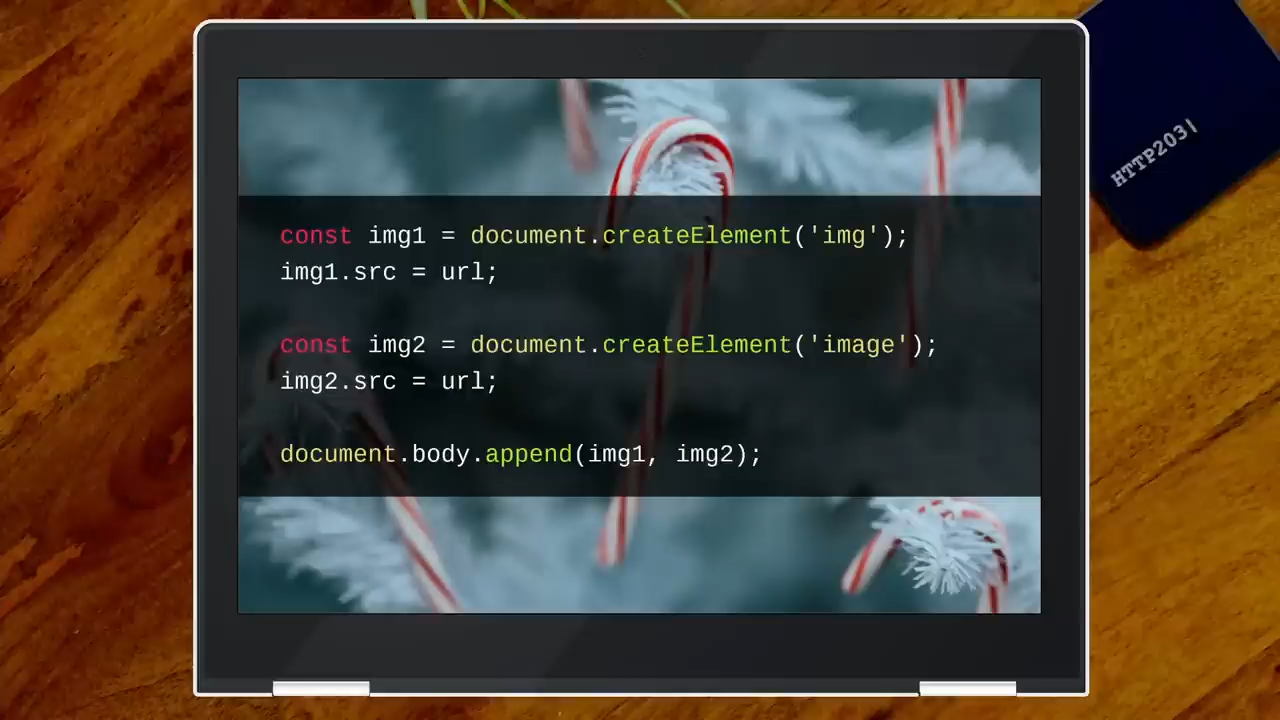 const img1 = document.createElement('img');
img1.src = url;
const img2 = document.createElement('image');
img2.src = url;
document.body.append(img1, img2);
HTTP203|